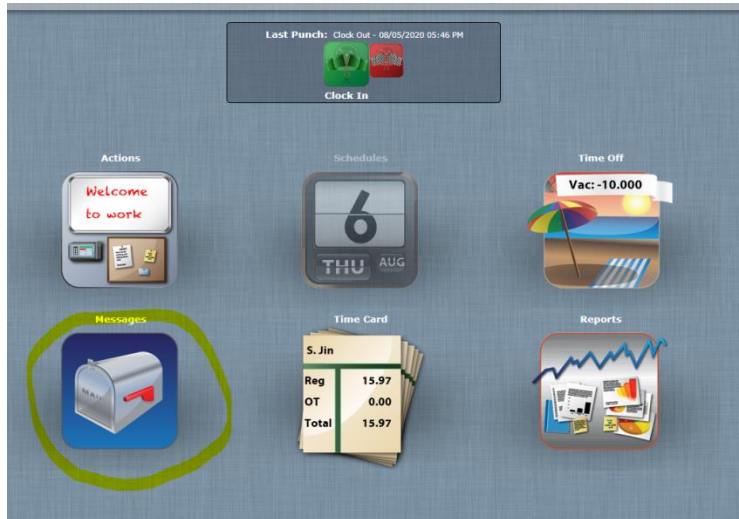 Last Punch: Clock Out - 08/05/2020 05:46 PM
Clock In
Actions
Schedules
Time Off
Welcome
to work
6
THU AUG
Vac: -10.000
Messages
Time Card
Reports
MAIL
S. Jin
Reg 15.97
OT 0.00
Total 15.97